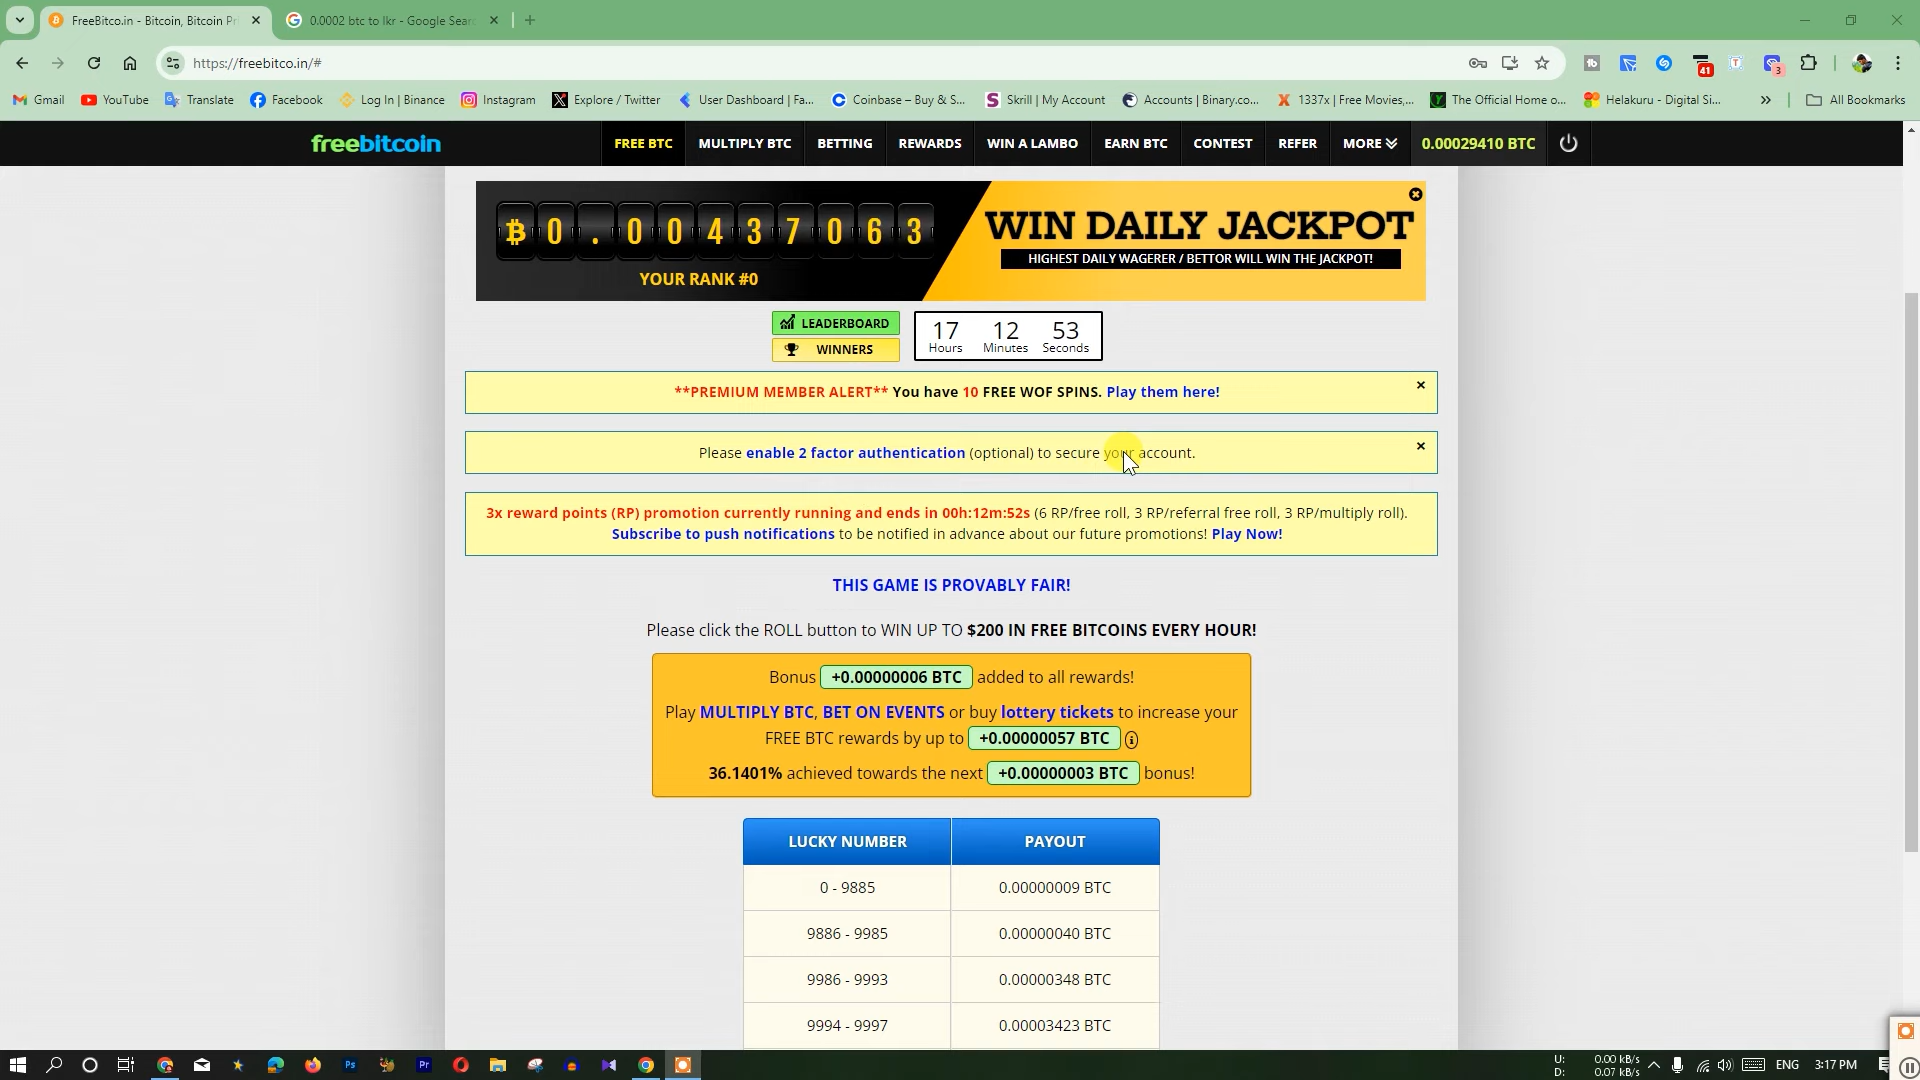 FreeBitco.in - Bitcoin, Bitcoin Pri
0.0002 btc to lkr - Google Sear
https://freebitco.in/#
41
3
Gmail YouTube Translate Facebook Log In | Binance Instagram Explore / Twitter User Dashboard | Fa... Coinbase – Buy & S... Skrill | My Account Accounts | Binary.co... 1337x | Free Movies,... The Official Home o... Helakuru - Digital Si... All Bookmarks
freebitcoin FREE BTC MULTIPLY BTC BETTING REWARDS WIN A LAMBO EARN BTC CONTEST REFER MORE 0.00029410 BTC
₿0.00437063
YOUR RANK #0
WIN DAILY JACKPOT
HIGHEST DAILY WAGERER / BETTOR WILL WIN THE JACKPOT!
LEADERBOARD
WINNERS
17 12 53
Hours Minutes Seconds
**PREMIUM MEMBER ALERT** You have 10 FREE WOF SPINS. Play them here!
Please enable 2 factor authentication (optional) to secure your account.
3x reward points (RP) promotion currently running and ends in 00h:12m:52s (6 RP/free roll, 3 RP/referral free roll, 3 RP/multiply roll).
Subscribe to push notifications to be notified in advance about our future promotions! Play Now!
THIS GAME IS PROVABLY FAIR!
Please click the ROLL button to WIN UP TO $200 IN FREE BITCOINS EVERY HOUR!
Bonus +0.00000006 BTC added to all rewards!
Play MULTIPLY BTC, BET ON EVENTS or buy lottery tickets to increase your
FREE BTC rewards by up to +0.00000057 BTC
36.1401% achieved towards the next +0.00000003 BTC bonus!
LUCKY NUMBER PAYOUT
0 - 9885 0.00000009 BTC
9886 - 9985 0.00000040 BTC
9986 - 9993 0.00000348 BTC
9994 - 9997 0.00003423 BTC
U: 0.00 kB/s
D: 0.07 kB/s
ENG 3:17 PM